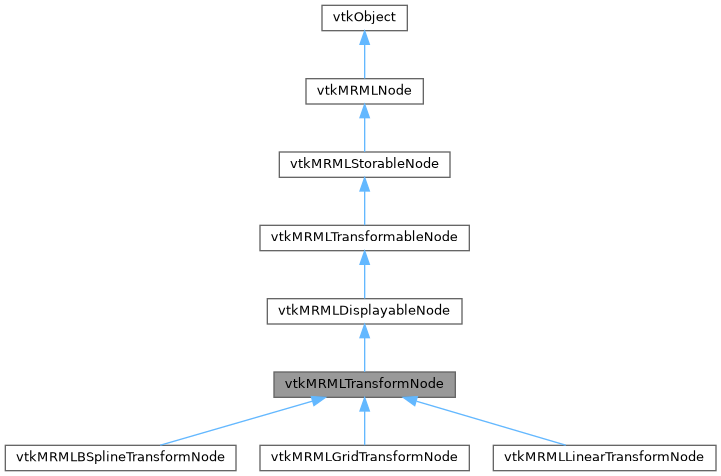 vtkObject
vtkMRMLNode
vtkMRMLStorableNode
vtkMRMLTransformableNode
vtkMRMLDisplayableNode
vtkMRMLTransformNode
vtkMRMLBSplineTransformNode
vtkMRMLGridTransformNode
vtkMRMLLinearTransformNode